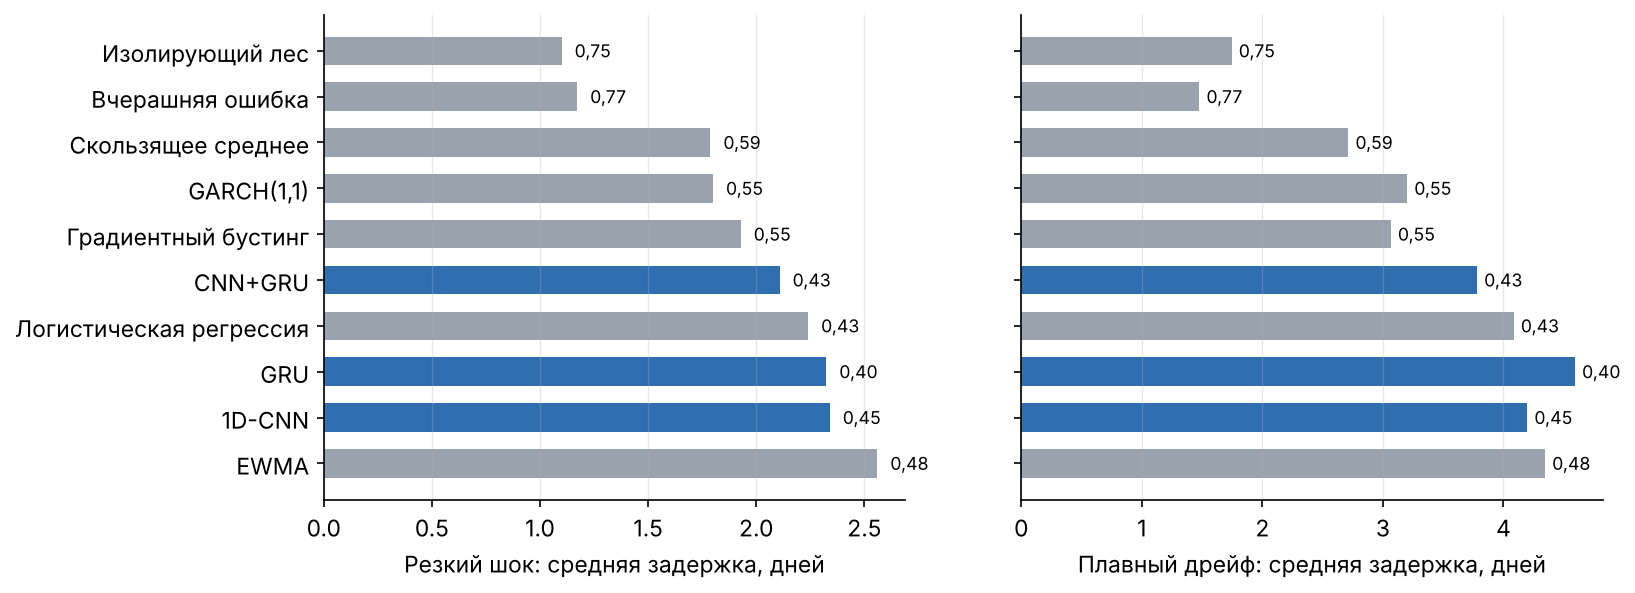 Изолирующий лес
0,75
0,75
Вчерашняя ошибка
0,77
0,77
Скользящее среднее
0,59
0,59
GARCH(1,1)
0,55
0,55
Градиентный бустинг
0,55
0,55
CNN+GRU
0,43
0,43
Логистическая регрессия
0,43
0,43
GRU
0,40
0,40
1D-CNN
0,45
0,45
EWMA
0,48
0,48
0.0 0.5 1.0 1.5 2.0 2.5
0 1 2 3 4
Резкий шок: средняя задержка, дней
Плавный дрейф: средняя задержка, дней